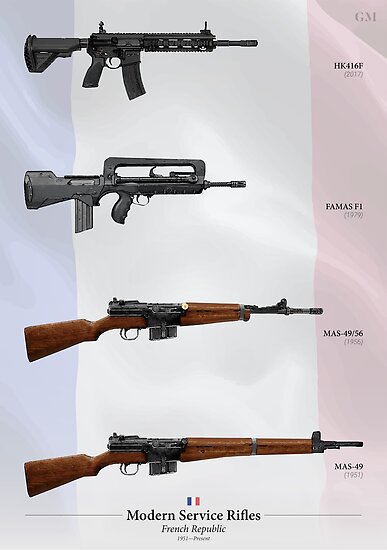 GM
HK416F
(2017)
FAMAS F1
(1979)
MAS-49/56
(1956)
MAS-49
(1951)
Modern Service Rifles
French Republic
1951—Present